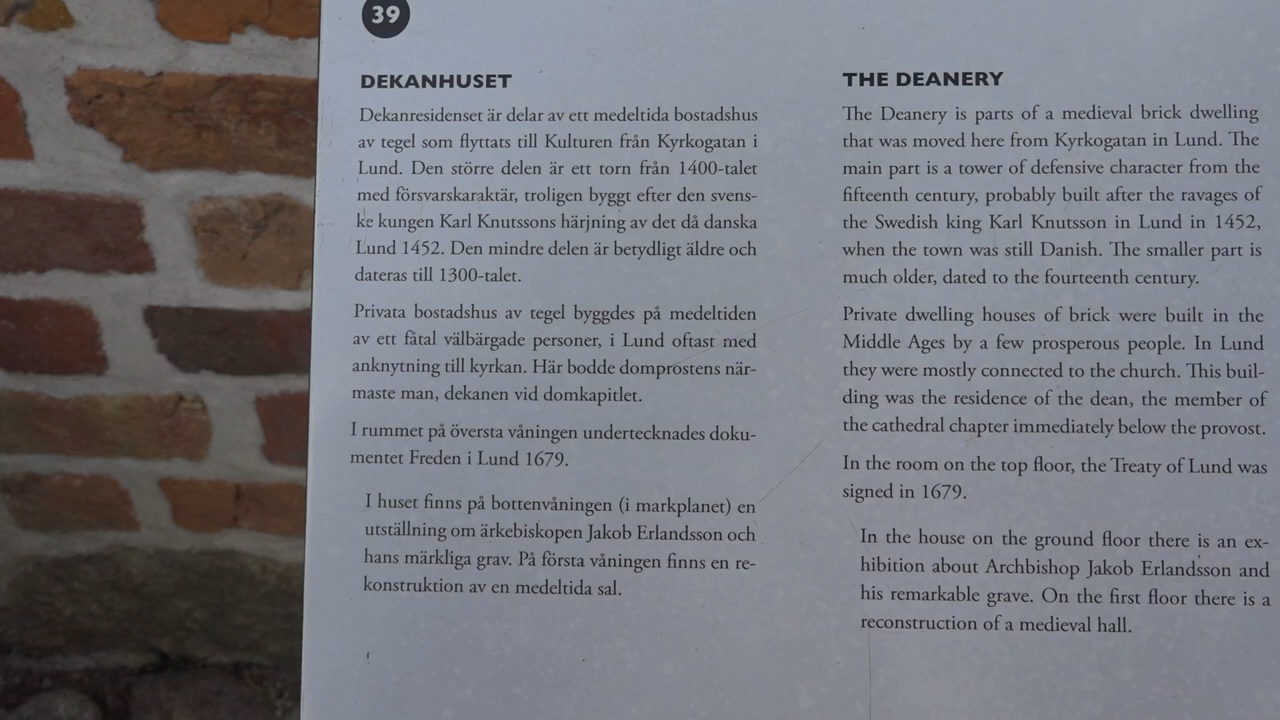 39
DEKANHUSET
Dekanresidenset är delar av ett medeltida bostadshus
av tegel som flyttats till Kulturen från Kyrkogatan i
Lund. Den större delen är ett torn från 1400-talet
med försvarskaraktär, troligen byggt efter den svens-
ke kungen Karl Knutssons härjning av det då danska
Lund 1452. Den mindre delen är betydligt äldre och
dateras till 1300-talet.
Privata bostadshus av tegel byggdes på medeltiden
av ett fåtal välbärgade personer, i Lund oftast med
anknytning till kyrkan. Här bodde domprostens när-
maste man, dekanen vid domkapitlet.
I rummet på översta våningen undertecknades doku-
mentet Freden i Lund 1679.
I huset finns på bottenvåningen (i markplanet) en
utställning om ärkebiskopen Jakob Erlandsson och
hans märkliga grav. På första våningen finns en re-
konstruktion av en medeltida sal.
THE DEANERY
The Deanery is parts of a medieval brick dwelling
that was moved here from Kyrkogatan in Lund. The
main part is a tower of defensive character from the
fifteenth century, probably built after the ravages of
the Swedish king Karl Knutsson in Lund in 1452,
when the town was still Danish. The smaller part is
much older, dated to the fourteenth century.
Private dwelling houses of brick were built in the
Middle Ages by a few prosperous people. In Lund
they were mostly connected to the church. This buil-
ding was the residence of the dean, the member of
the cathedral chapter immediately below the provost.
In the room on the top floor, the Treaty of Lund was
signed in 1679.
In the house on the ground floor there is an ex-
hibition about Archbishop Jakob Erlandsson and
his remarkable grave. On the first floor there is a
reconstruction of a medieval hall.